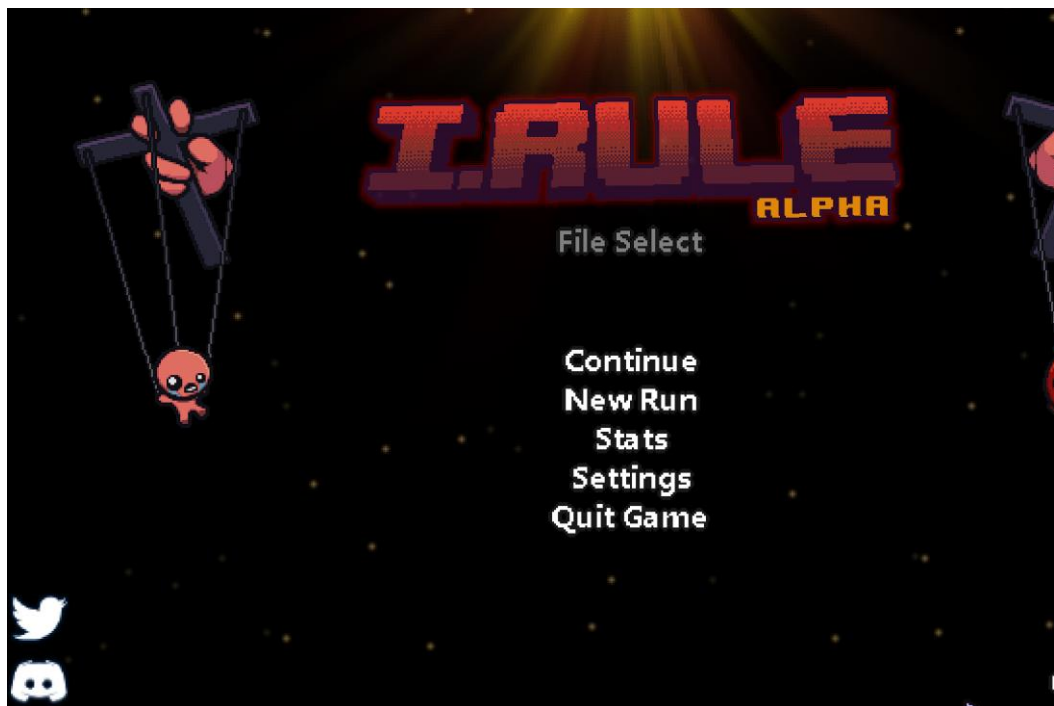 I.RULE
ALPHA
File Select
Continue
New Run
Stats
Settings
Quit Game